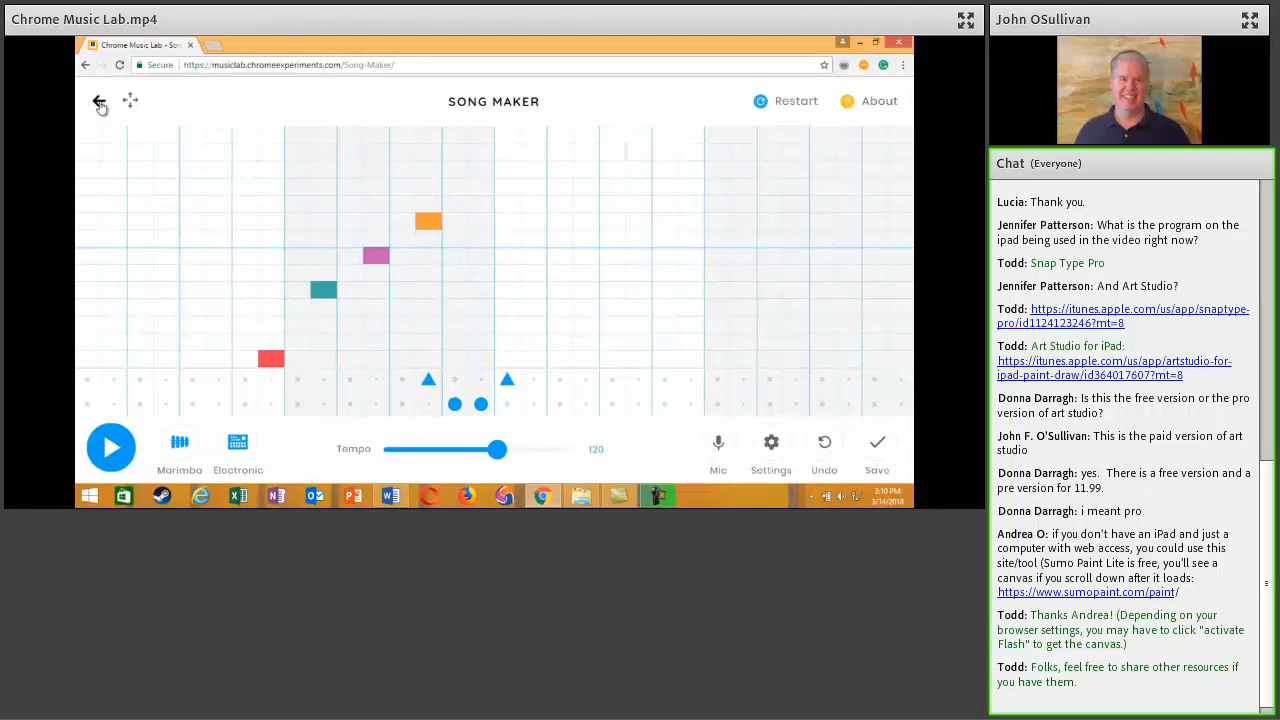 Chrome Music Lab.mp4
Chrome Music Lab - So
Secure
https://musiclab.chromeexperiments.com/Song-Maker/
SONG MAKER
Restart
About
Marimba
Electronic
Tempo
120
Mic
Settings
Undo
Save
2:10 PM
3/14/2018
John OSullivan
Chat (Everyone)
Lucia: Thank you.
Jennifer Patterson: What is the program on the
ipad being used in the video right now?
Todd: Snap Type Pro
Jennifer Patterson: And Art Studio?
Todd: https://itunes.apple.com/us/app/snaptype-
pro/id1124123246?mt=8
Todd: Art Studio for iPad:
https://itunes.apple.com/us/app/artstudio-for-
ipad-paint-draw/id364017607?mt=8
Donna Darragh: Is this the free version or the pro
version of art studio?
John F. O'Sullivan: This is the paid version of art
studio
Donna Darragh: yes. There is a free version and a
pre version for 11.99.
Donna Darragh: i meant pro
Andrea O: if you don't have an iPad and just a
computer with web access, you could use this
site/tool (Sumo Paint Lite is free, you'll see a
canvas if you scroll down after it loads:
https://www.sumopaint.com/paint/
Todd: Thanks Andrea! (Depending on your
browser settings, you may have to click "activate
Flash" to get the canvas.)
Todd: Folks, feel free to share other resources if
you have them.